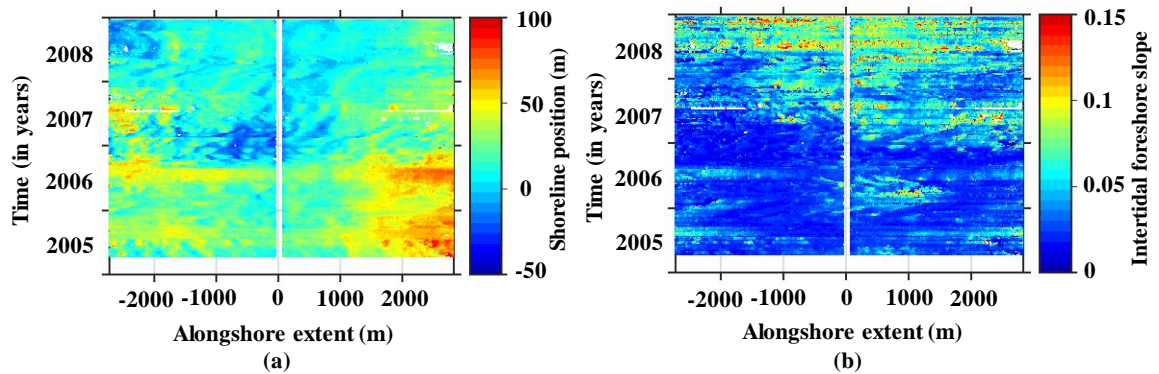 100
50
0
-50
Shoreline position (m)
2008
2007
2006
2005
Time (in years)
-2000 -1000 0 1000 2000
Alongshore extent (m)
(a)
0.15
0.1
0.05
0
Intertidal foreshore slope
2008
2007
2006
2005
Time (in years)
-2000 -1000 0 1000 2000
Alongshore extent (m)
(b)